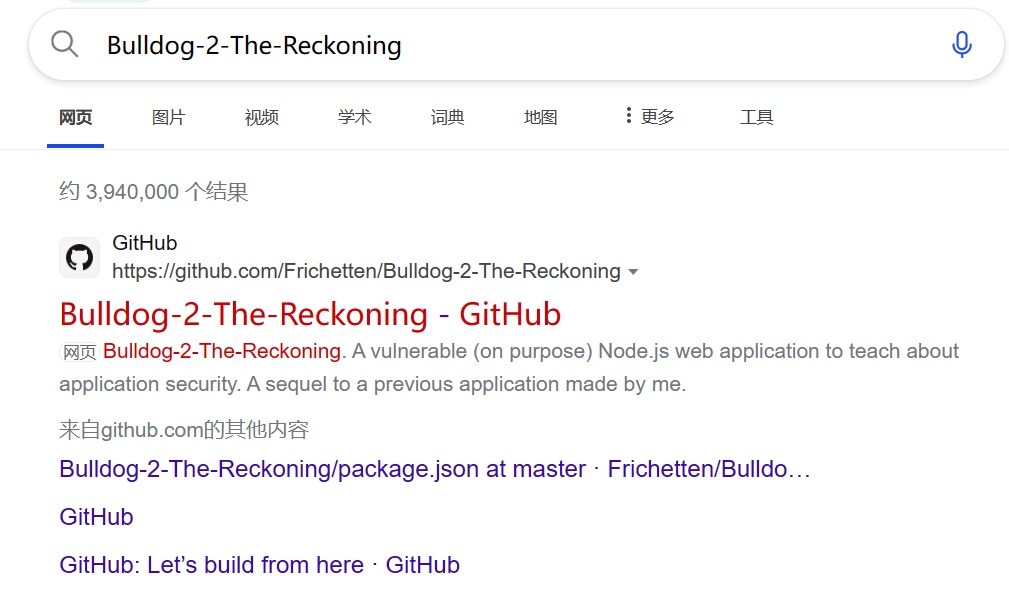 Bulldog-2-The-Reckoning
网页 图片 视频 学术 词典 地图 更多 工具
约 3,940,000 个结果
GitHub
https://github.com/Frichetten/Bulldog-2-The-Reckoning
Bulldog-2-The-Reckoning - GitHub
网页 Bulldog-2-The-Reckoning. A vulnerable (on purpose) Node.js web application to teach about
application security. A sequel to a previous application made by me.
来自github.com的其他内容
Bulldog-2-The-Reckoning/package.json at master · Frichetten/Bulldo…
GitHub
GitHub: Let’s build from here · GitHub